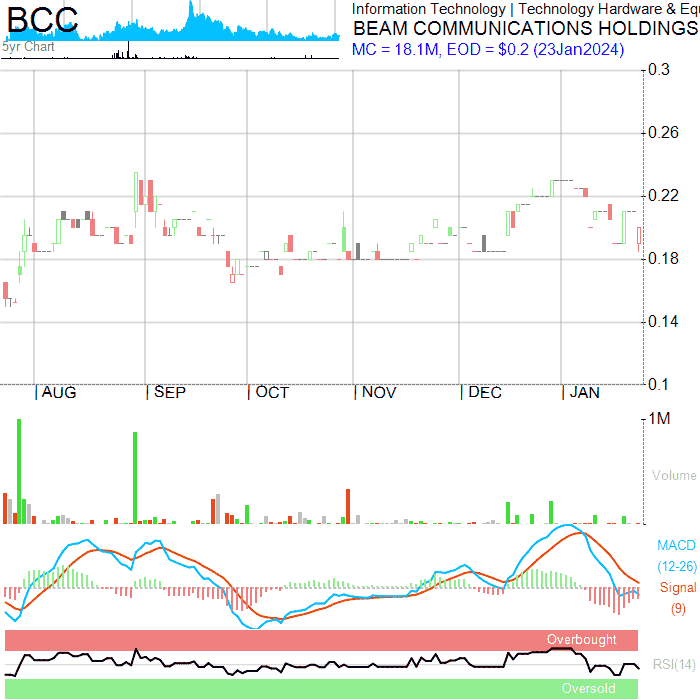 BCC
5yr Chart
Information Technology | Technology Hardware & Equ
BEAM COMMUNICATIONS HOLDINGS
MC = 18.1M, EOD = $0.2 (23Jan2024)
0.3
0.26
0.22
0.18
0.14
0.1
| AUG | SEP | OCT | NOV | DEC | JAN
1M
Volume
MACD
(12-26)
Signal
(9)
Overbought
RSI(14)
Oversold